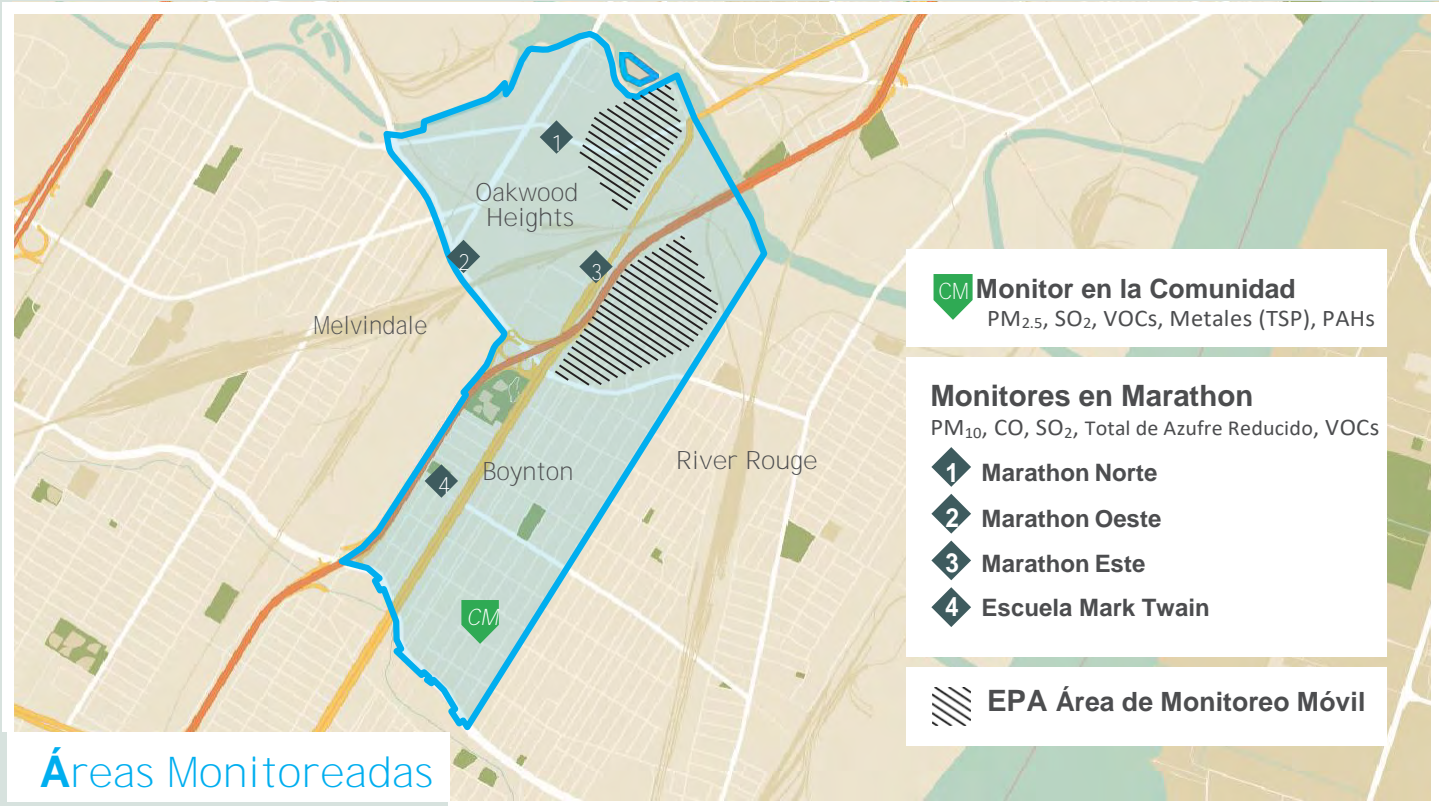 1
Oakwood
Heights
2
3
Melvindale
4
Boynton
River Rouge
CM
CM Monitor en la Comunidad
PM₂.₅, SO₂, VOCs, Metales (TSP), PAHs
Monitores en Marathon
PM₁₀, CO, SO₂, Total de Azufre Reducido, VOCs
1 Marathon Norte
2 Marathon Oeste
3 Marathon Este
4 Escuela Mark Twain
EPA Área de Monitoreo Móvil
Áreas Monitoreadas